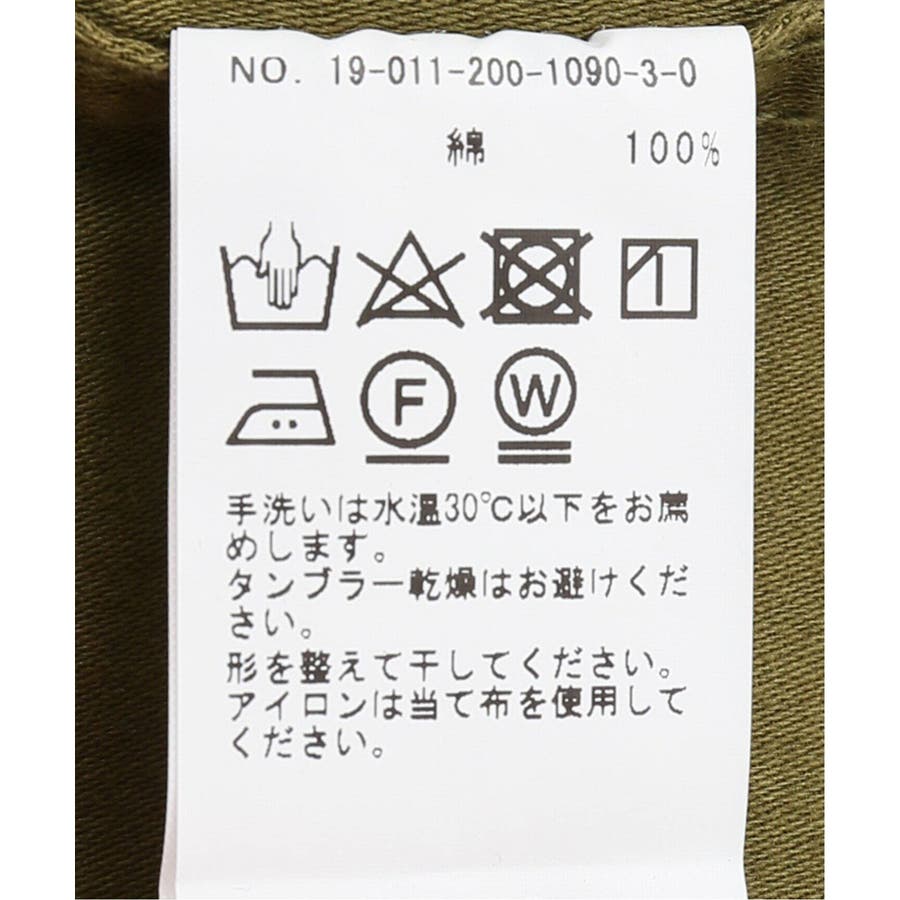 NO. 19-011-200-1090-3-0
綿 100%
F W
手洗いは水温30℃以下をお薦
めします。
タンブラー乾燥はお避けくだ
さい。
形を整えて干してください。
アイロンは当て布を使用して
ください。